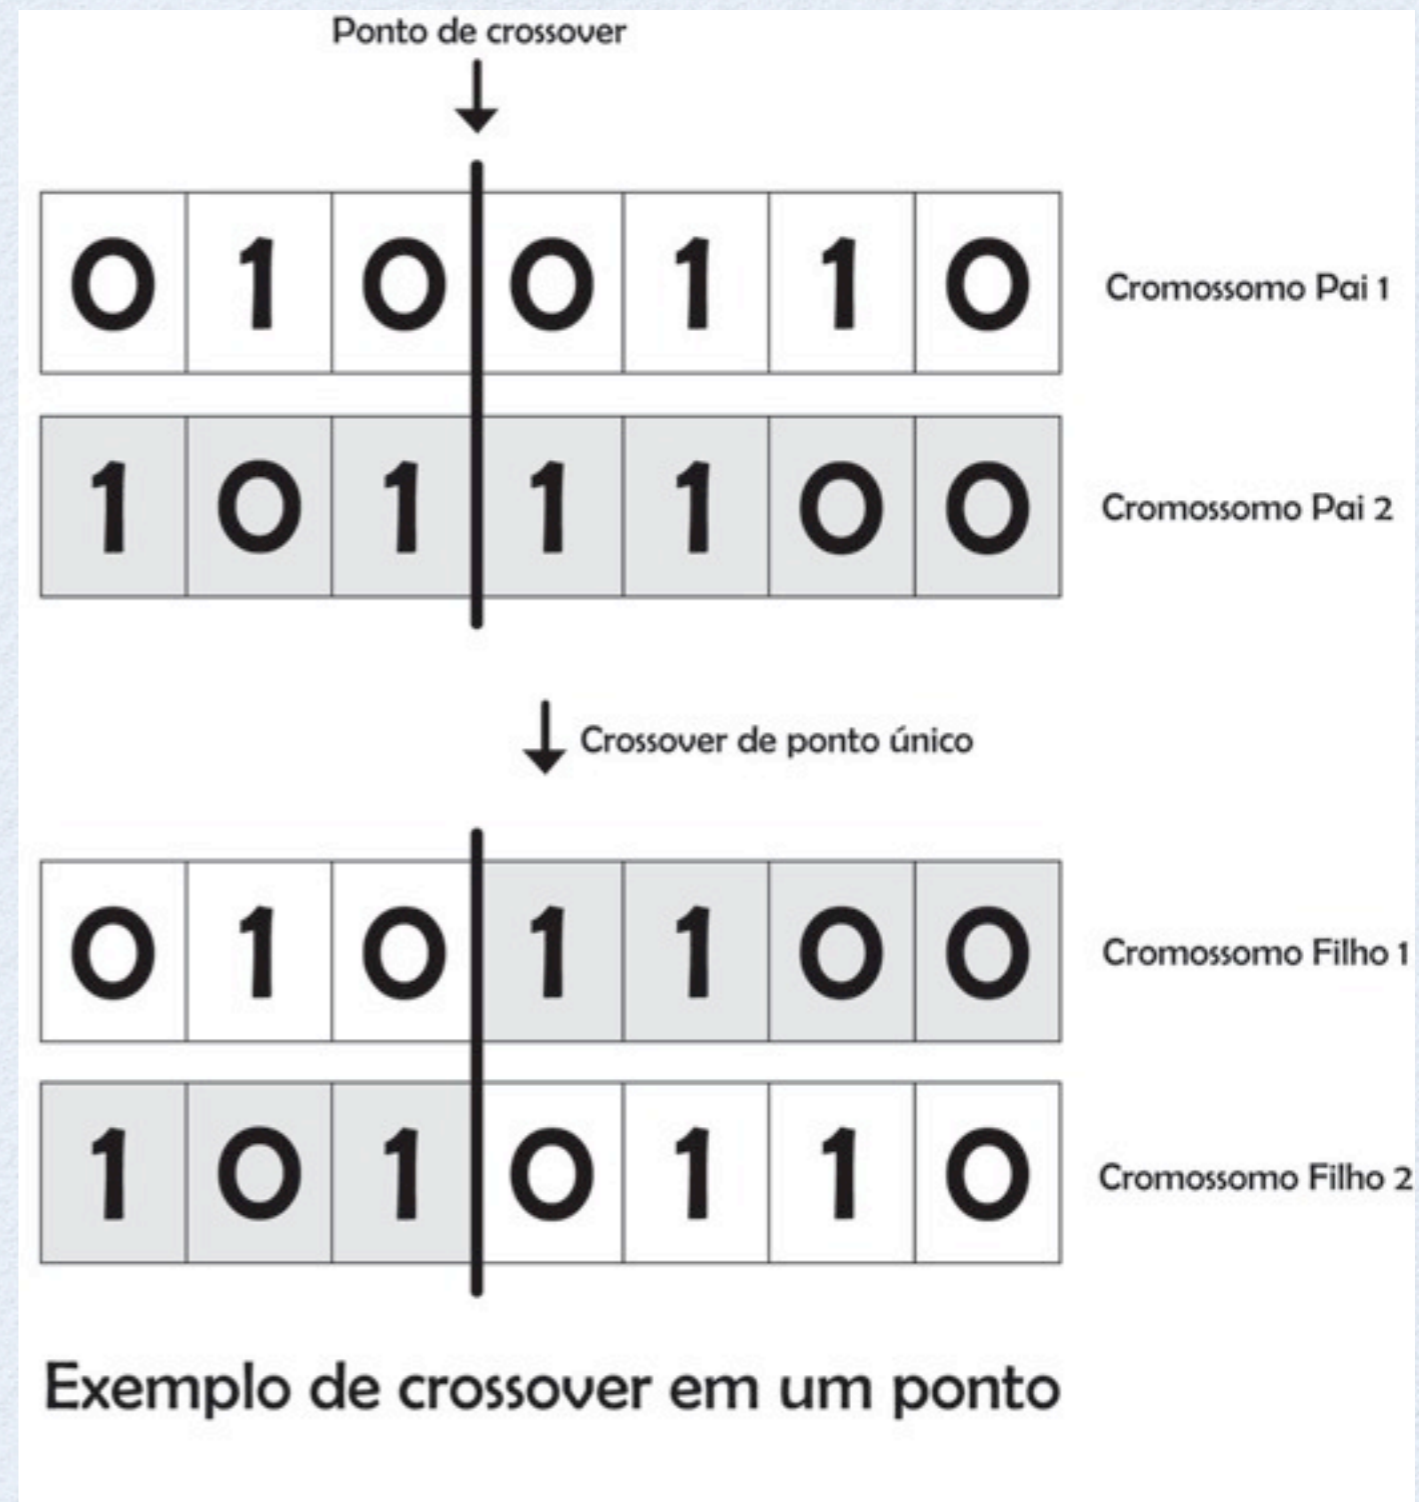 Ponto de crossover
0 1 0 0 1 1 0 Cromossomo Pai 1
1 0 1 1 1 0 0 Cromossomo Pai 2
Crossover de ponto único
0 1 0 1 1 0 0 Cromossomo Filho 1
1 0 1 0 1 1 0 Cromossomo Filho 2
Exemplo de crossover em um ponto